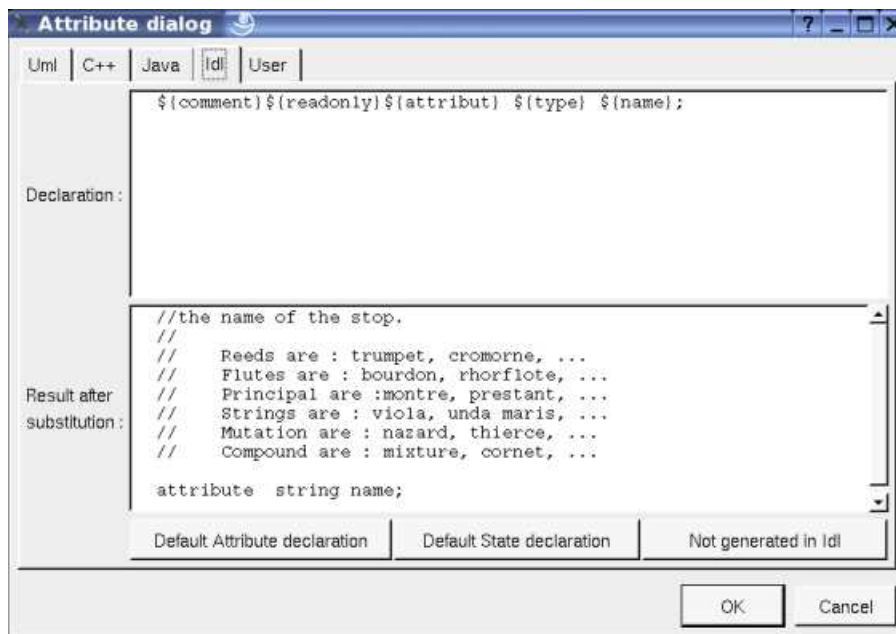 Attribute dialog
? _ □ X
Uml C++ Java Idl User
Declaration :
${comment}${readonly}${attribut} ${type} ${name};
Result after
substitution :
//the name of the stop.
//
// Reeds are : trumpet, cromorne, ...
// Flutes are : bourdon, rhorflote, ...
// Principal are :montre, prestant, ...
// Strings are : viola, unda maris, ...
// Mutation are : nazard, thierce, ...
// Compound are : mixture, cornet, ...
attribute  string name;
Default Attribute declaration
Default State declaration
Not generated in Idl
OK
Cancel